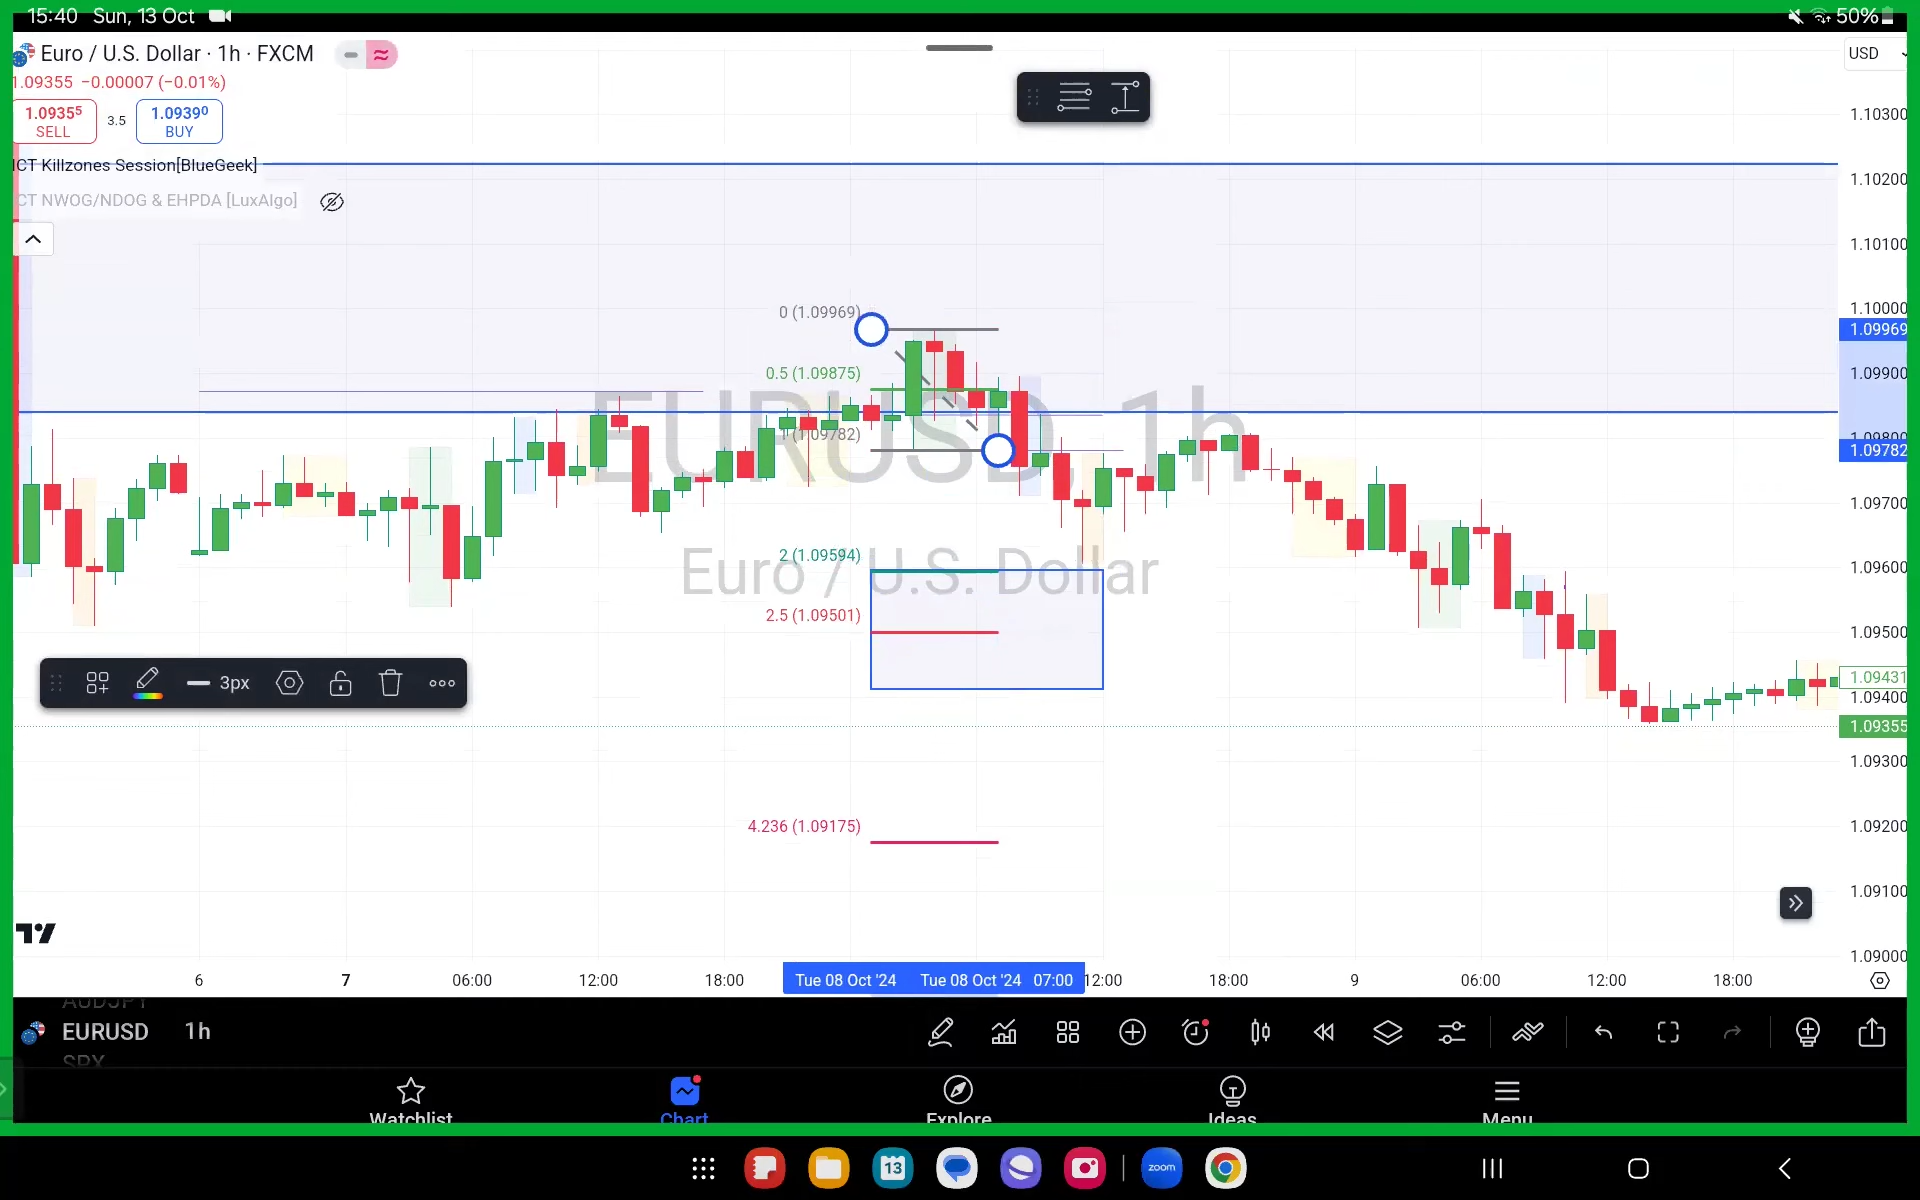 15:40 Sun, 13 Oct
50%
Euro / U.S. Dollar · 1h · FXCM
USD
1.09355 −0.00007 (−0.01%)
1.09355
SELL
3.5
1.09390
BUY
ICT Killzones Session[BlueGeek]
CT NWOG/NDOG & EHPDA [LuxAlgo]
1.10300
1.10200
1.10100
1.10000
1.09969
1.09900
1.09800
1.09782
1.09700
1.09600
1.09500
1.09431
1.09400
1.09355
1.09300
1.09200
1.09100
1.09000
0 (1.09969)
0.5 (1.09875)
1 (1.09782)
EURUSD, 1h
Euro / U.S. Dollar
2 (1.09594)
2.5 (1.09501)
4.236 (1.09175)
3px
6 7 06:00 12:00 18:00 Tue 08 Oct '24 Tue 08 Oct '24 07:00 12:00 18:00 9 06:00 12:00 18:00
AUDJPY
EURUSD 1h
SPX
Watchlist Chart Explore Ideas Menu
13
zoom